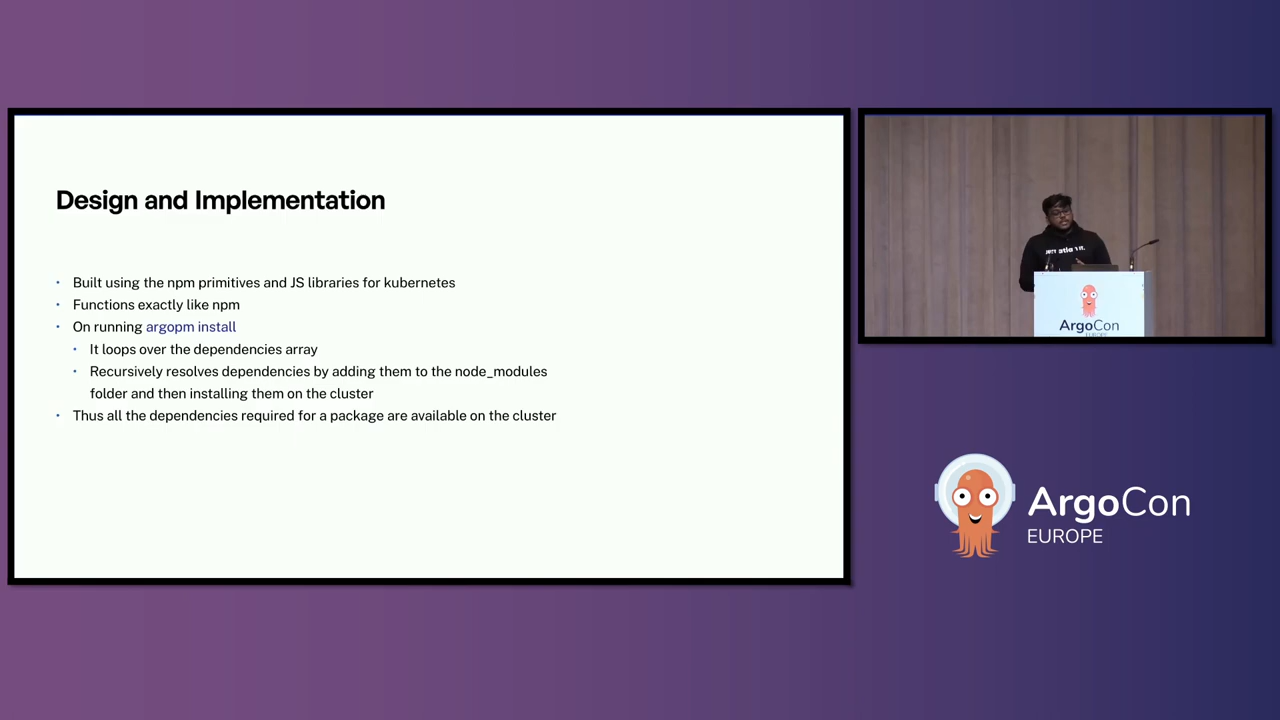 Design and Implementation
• Built using the npm primitives and JS libraries for kubernetes
• Functions exactly like npm
• On running argopm install
• It loops over the dependencies array
• Recursively resolves dependencies by adding them to the node_modules
folder and then installing them on the cluster
• Thus all the dependencies required for a package are available on the cluster
ArgoCon
EUROPE
ArgoCon
EUROPE